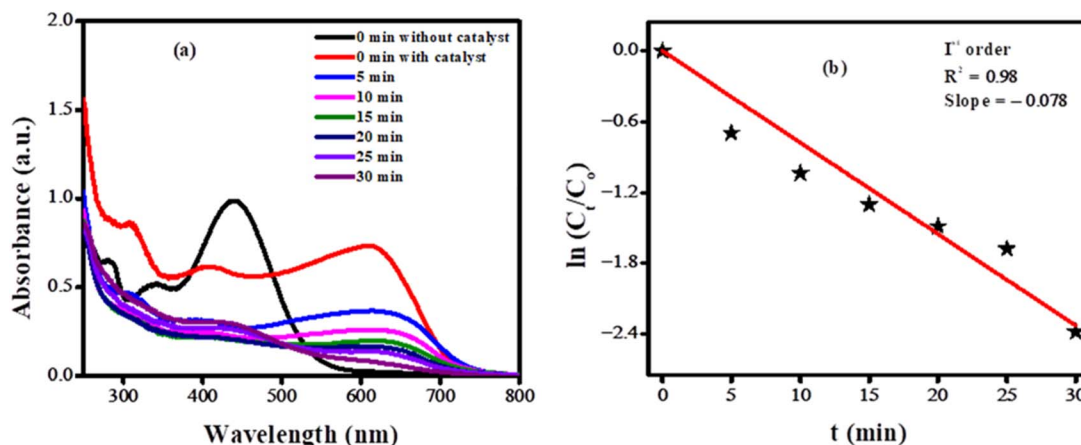 2.0
1.5
1.0
0.5
0.0
Absorbance (a.u.)
(a)
0 min without catalyst
0 min with catalyst
5 min
10 min
15 min
20 min
25 min
30 min
300 400 500 600 700 800
Wavelength (nm)
0.0
−0.6
−1.2
−1.8
−2.4
ln (Cₜ/Cₒ)
(b)
order
R² = 0.98
Slope = − 0.078
0 5 10 15 20 25 30
t (min)